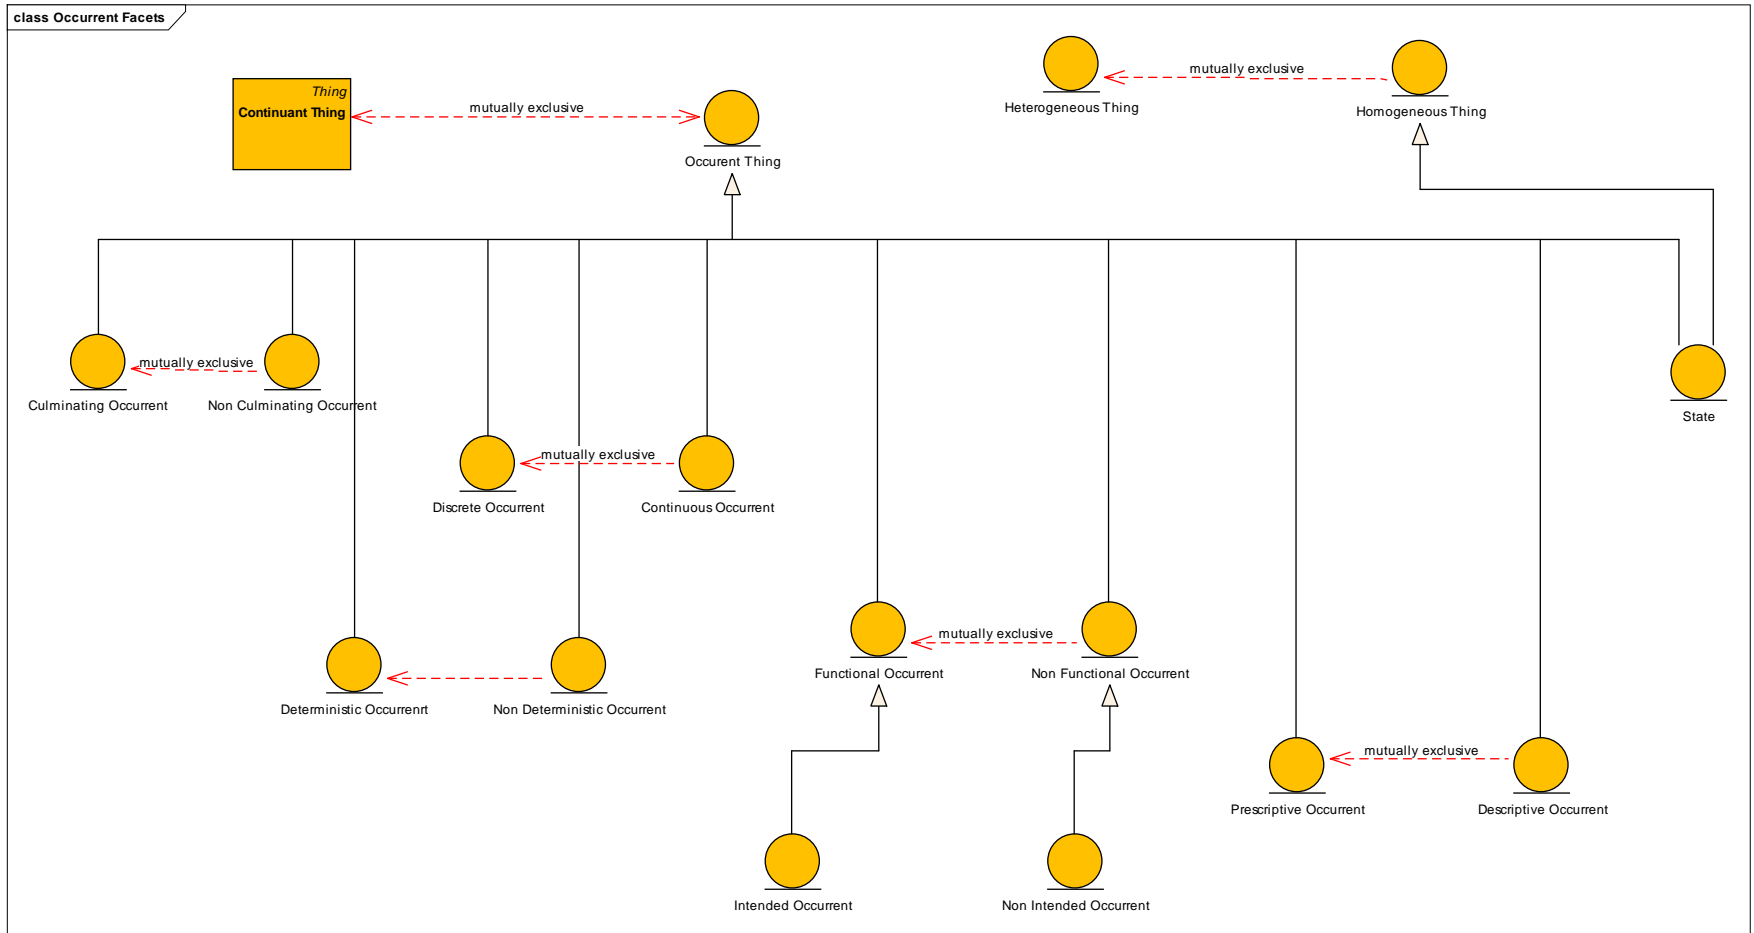 class Occurrent Facets
Thing
Continuant Thing
mutually exclusive
Occurent Thing
mutually exclusive
Heterogeneous Thing
Homogeneous Thing
mutually exclusive
Culminating Occurrent
Non Culminating Occurrent
State
mutually exclusive
Discrete Occurrent
Continuous Occurrent
mutually exclusive
Functional Occurrent
Non Functional Occurrent
Deterministic Occurrenrt
Non Deterministic Occurrent
mutually exclusive
Prescriptive Occurrent
Descriptive Occurrent
Intended Occurrent
Non Intended Occurrent